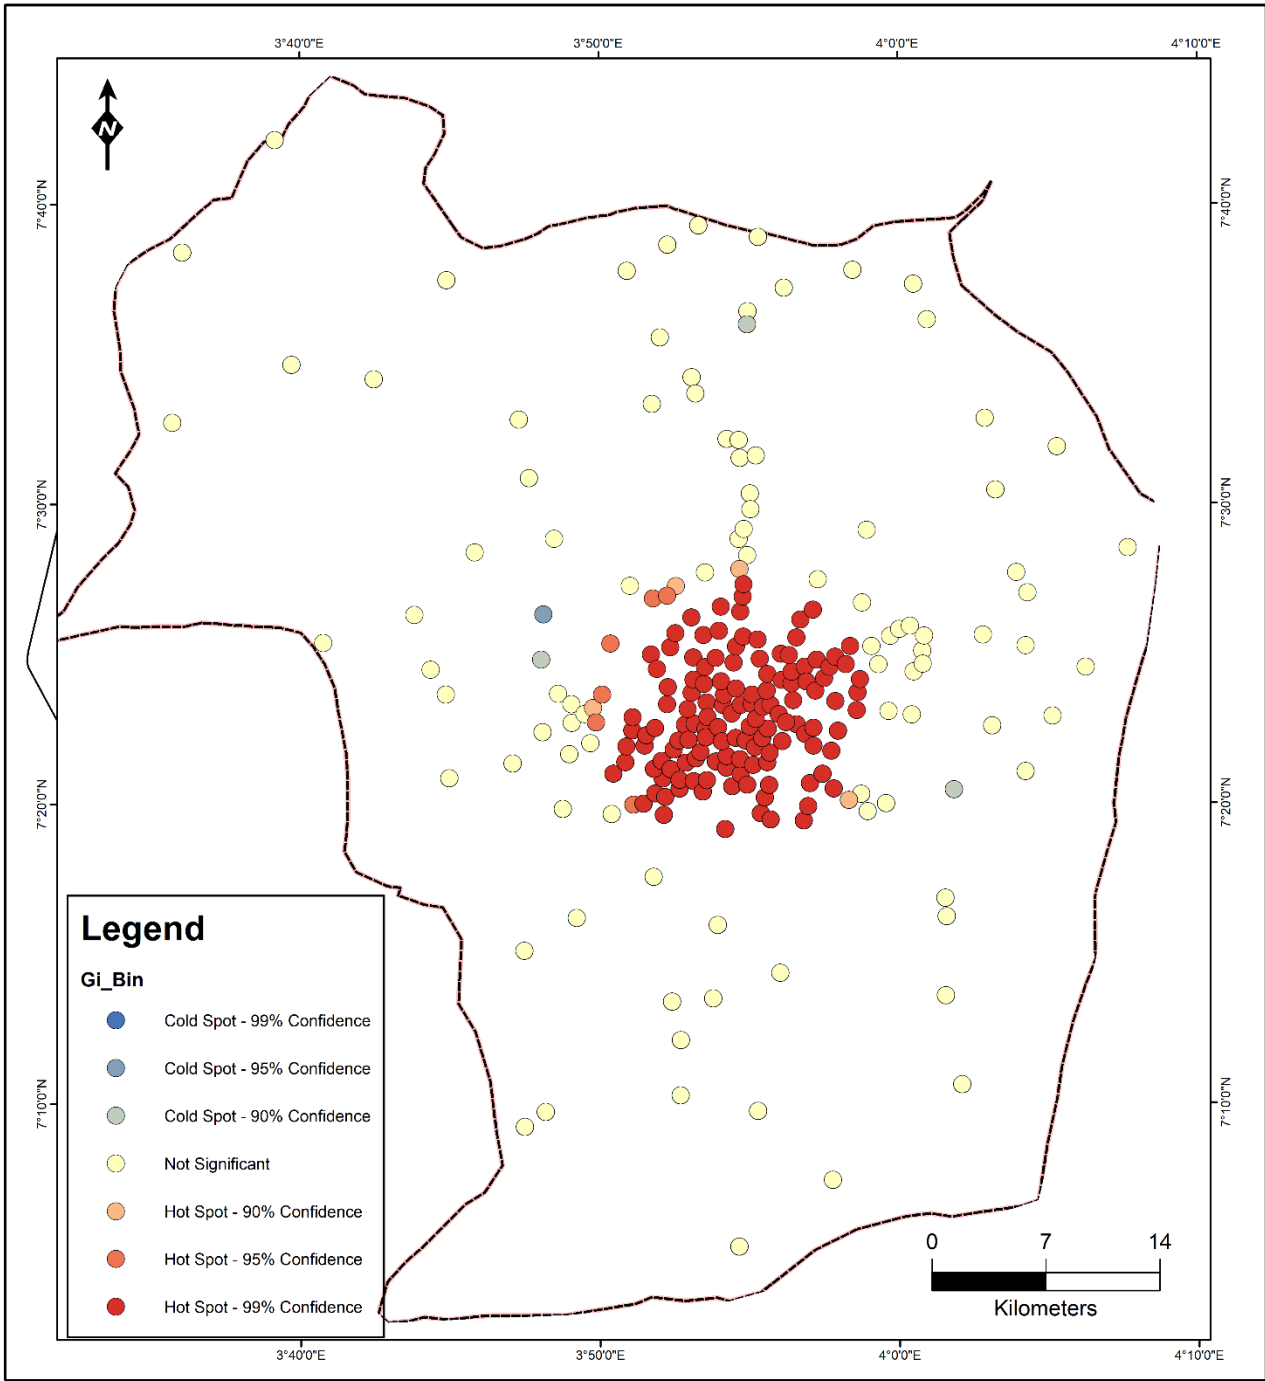 3°40'0"E 3°50'0"E 4°0'0"E 4°10'0"E
N
7°40'0"N 7°40'0"N
7°30'0"N 7°30'0"N
7°20'0"N 7°20'0"N
7°10'0"N 7°10'0"N
Legend
Gi_Bin
Cold Spot - 99% Confidence
Cold Spot - 95% Confidence
Cold Spot - 90% Confidence
Not Significant
Hot Spot - 90% Confidence
Hot Spot - 95% Confidence
Hot Spot - 99% Confidence
0 7 14
Kilometers
3°40'0"E 3°50'0"E 4°0'0"E 4°10'0"E